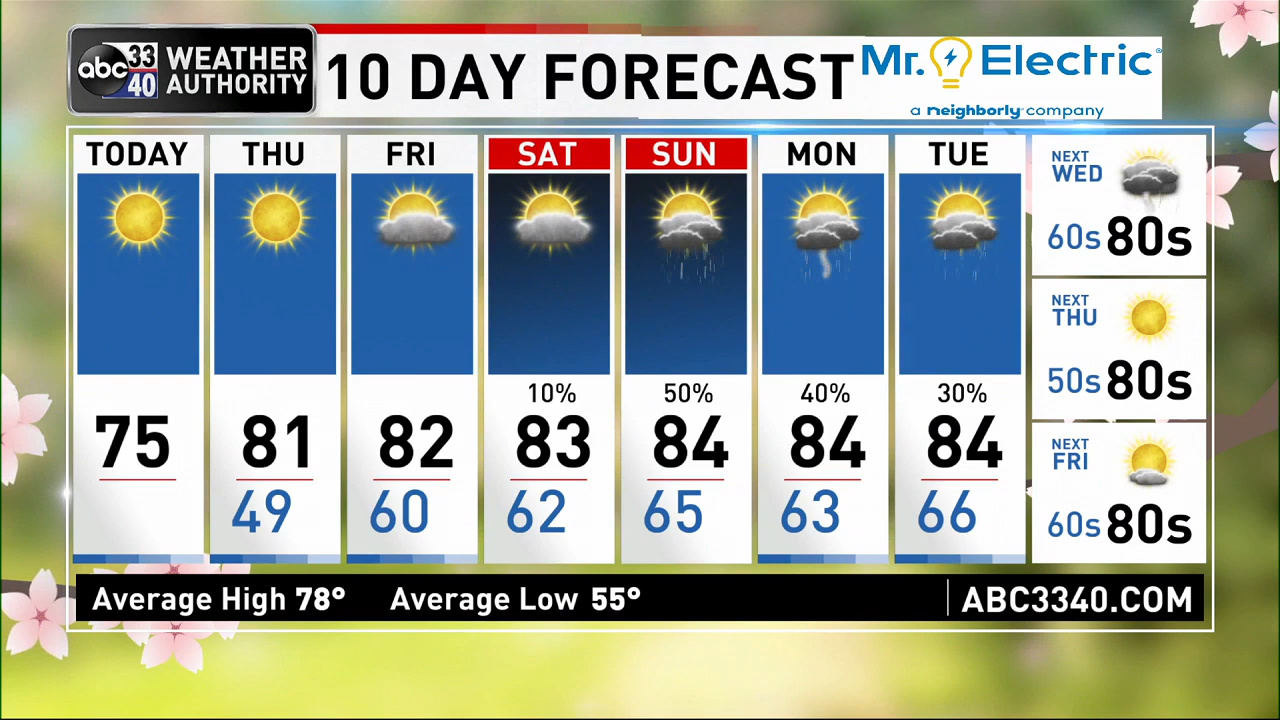 abc 33 40 WEATHER AUTHORITY
10 DAY FORECAST
Mr. Electric®
a neighborly company
TODAY
75
THU
81
49
FRI
82
60
SAT
10%
83
62
SUN
50%
84
65
MON
40%
84
63
TUE
30%
84
66
NEXT
WED
60s 80s
NEXT
THU
50s 80s
NEXT
FRI
60s 80s
Average High 78° Average Low 55°
ABC3340.COM